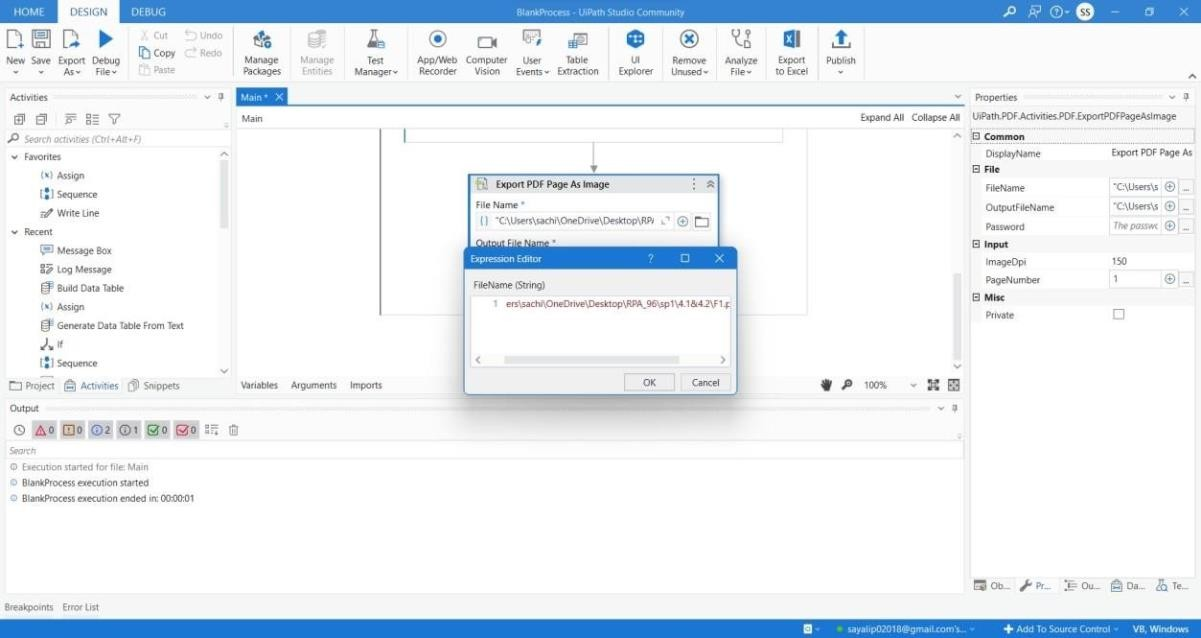 HOME DESIGN DEBUG BlankProcess - UiPath Studio Community SS
New Save Export As Debug File
Cut Copy Paste Undo Redo
Manage Packages
Manage Entities
Test Manager
App/Web Recorder
Computer Vision
User Events
Table Extraction
UI Explorer
Remove Unused
Analyze File
Export to Excel
Publish
Activities
Search activities (Ctrl+Alt+F)
Favorites
Assign
Sequence
Write Line
Recent
Message Box
Log Message
Build Data Table
Assign
Generate Data Table From Text
If
Sequence
Project Activities Snippets
Main *
Main Expand All Collapse All
Export PDF Page As Image
File Name *
"C:\Users\sachi\OneDrive\Desktop\RPA
Output File Name *
Expression Editor ?
FileName (String)
1 ers\sachi\OneDrive\Desktop\RPA_96\sp1\4.1&4.2\F1.p
OK Cancel
Variables Arguments Imports 100%
Properties
UiPath.PDF.Activities.PDF.ExportPDFPageAsImage
Common
DisplayName Export PDF Page As
File
FileName "C:\Users\s ...
OutputFileName "C:\Users\s ...
Password The passwc ...
Input
ImageDpi 150
PageNumber 1 ...
Misc
Private
Ob... Pr... Ou... Da... Te...
Output
0 0 2 1 0 0
Search
Execution started for file: Main
BlankProcess execution started
BlankProcess execution ended in: 00:00:01
Breakpoints Error List
sayalip02018@gmail.com's... Add To Source Control VB, Windows